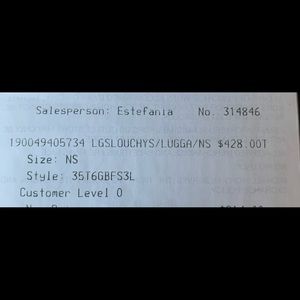 Salesperson: Estefania No. 314846
190049405734 LGSLOUCHYS/LUGGA/NS $428.00T
Size: NS
Style: 35T6GBFS3L
Customer Level 0